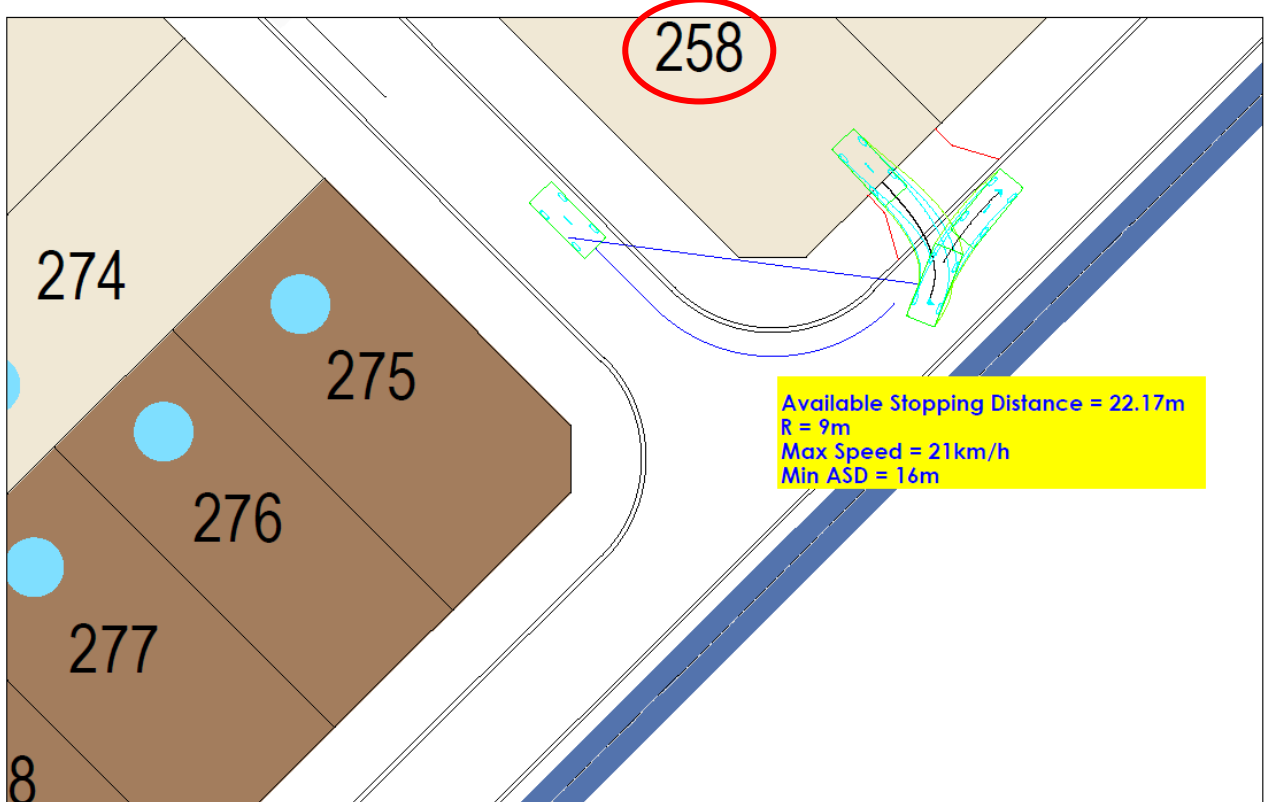 258
274
275
Available Stopping Distance = 22.17m
R = 9m
Max Speed = 21km/h
Min ASD = 16m
276
277
8